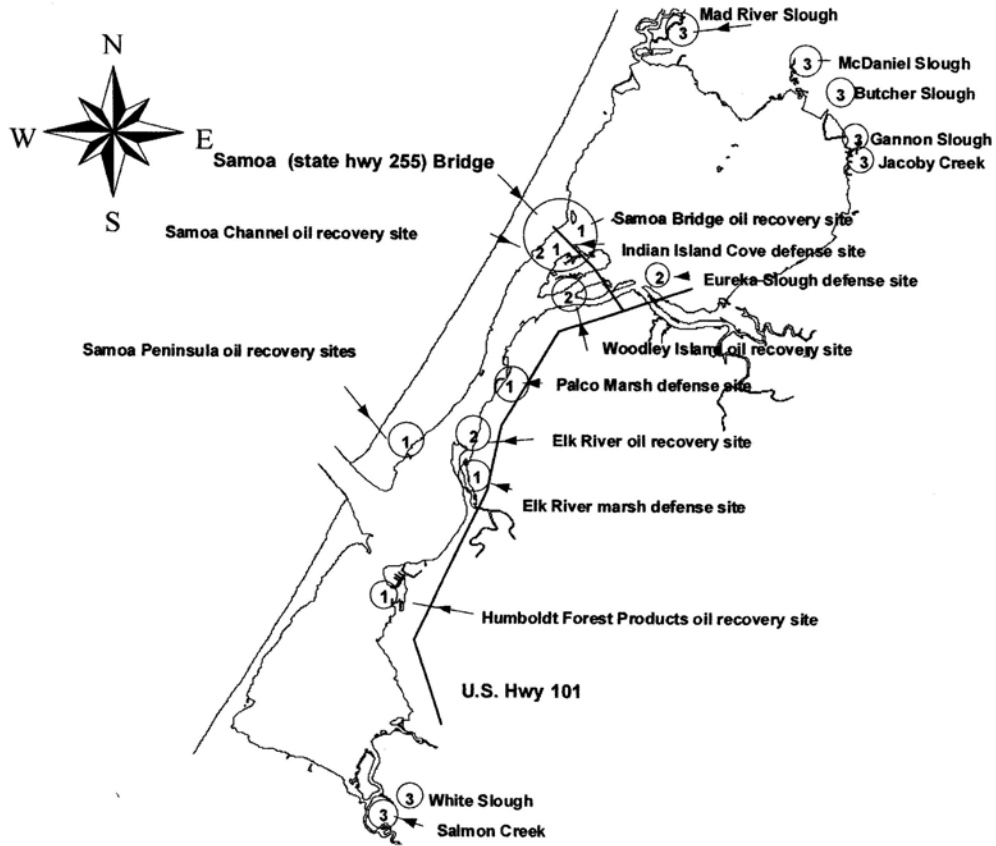 Mad River Slough
3
N
3
McDaniel Slough
3
Butcher Slough
W
E
3
Gannon Slough
Samoa (state hwy 255) Bridge
3
Jacoby Creek
S
Samoa Bridge oil recovery site
Samoa Channel oil recovery site
1
2
1
Indian Island Cove defense site
2
Eureka Slough defense site
2
Samoa Peninsula oil recovery sites
Woodley Island oil recovery site
1
Palco Marsh defense site
1
2
Elk River oil recovery site
1
Elk River marsh defense site
1
Humboldt Forest Products oil recovery site
U.S. Hwy 101
3
White Slough
3
Salmon Creek